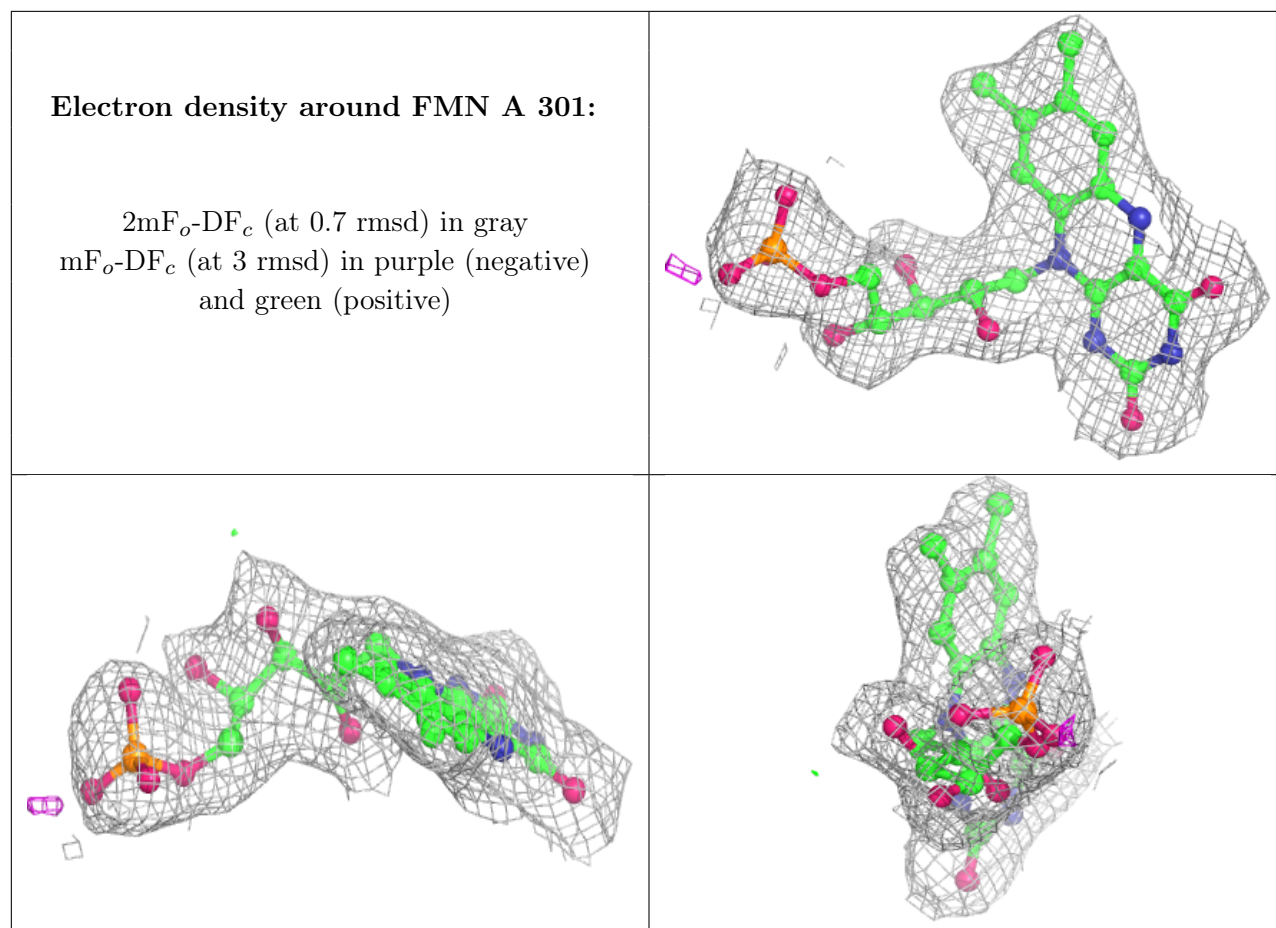 Electron density around FMN A 301:
2mFo-DFc (at 0.7 rmsd) in gray
mFo-DFc (at 3 rmsd) in purple (negative)
and green (positive)